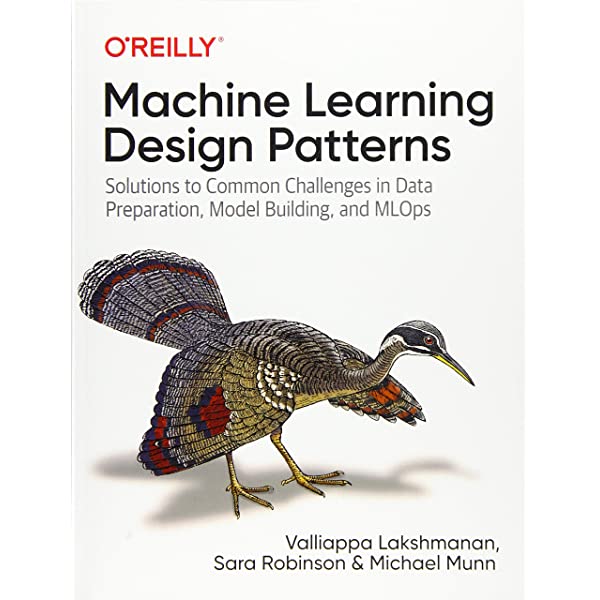 O'REILLY®
Machine Learning
Design Patterns
Solutions to Common Challenges in Data
Preparation, Model Building, and MLOps
Valliappa Lakshmanan,
Sara Robinson & Michael Munn